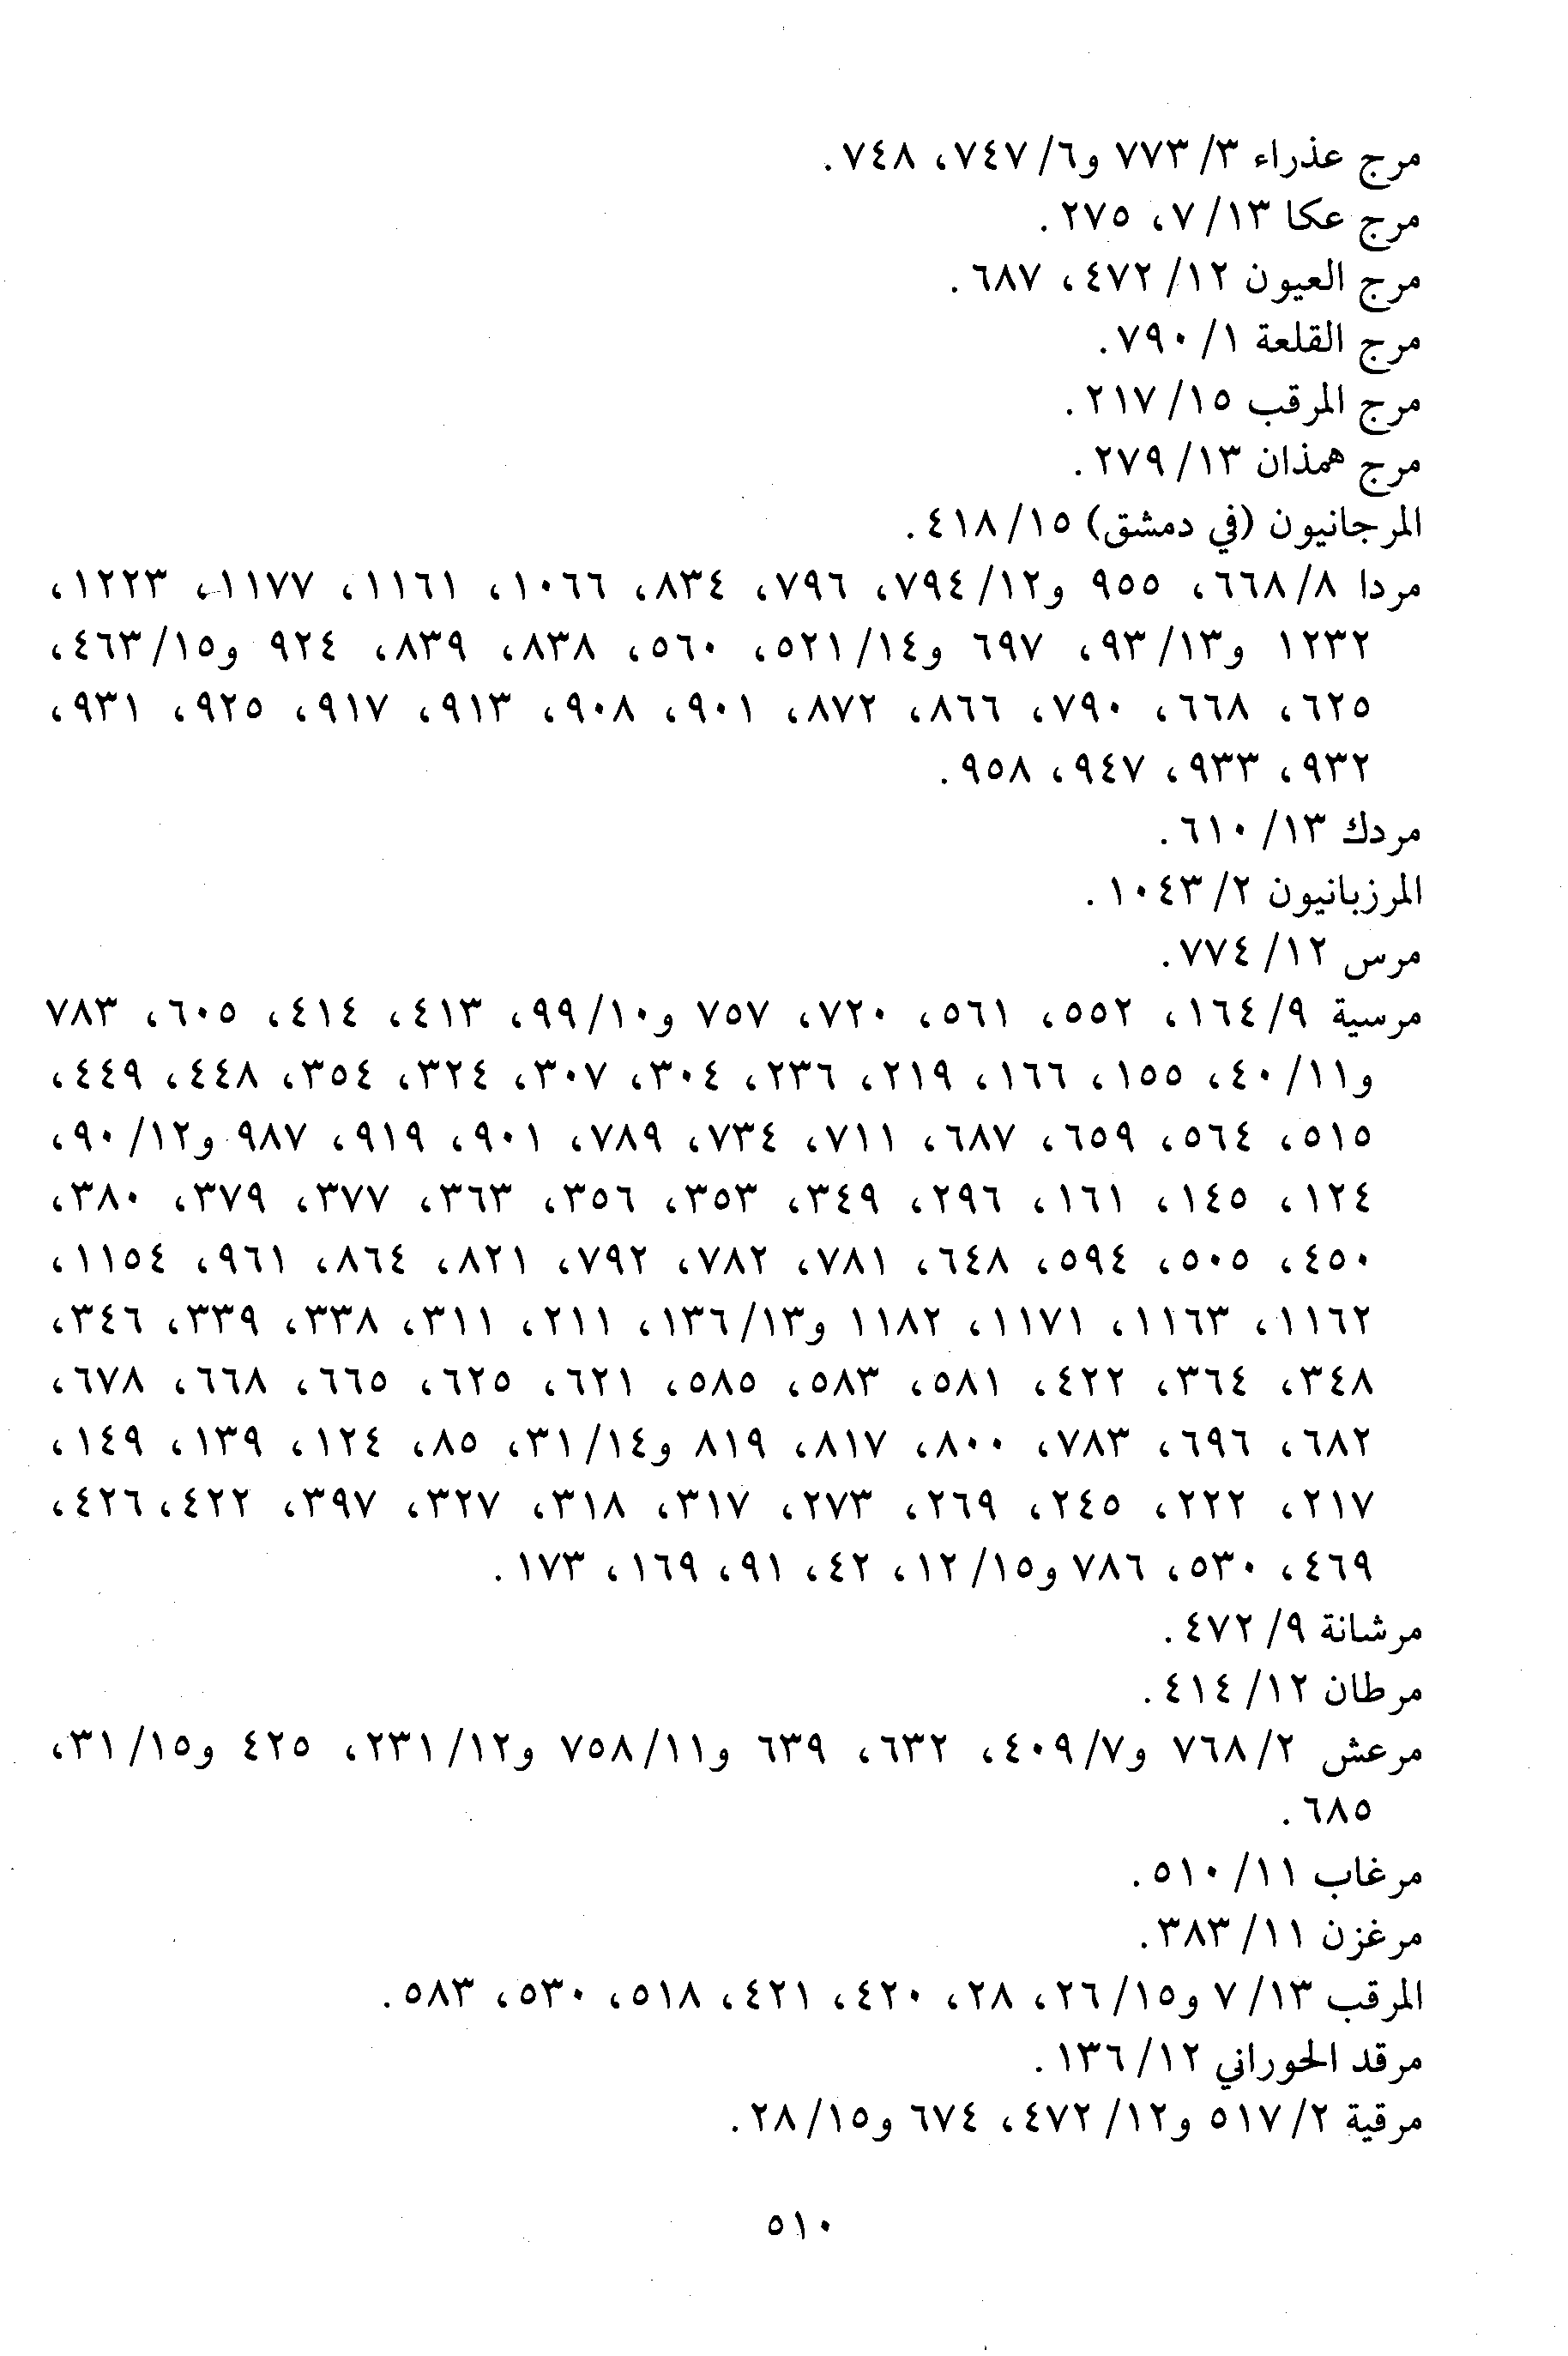 مرج عذراء ٣/ ٧٧٣ و٦/ ٧٤٧، ٧٤٨.
مرج عكا ١٣/ ٧، ٢٧٥.
مرج العيون ١٢/ ٤٧٢، ٦٨٧.
مرج القلعة ١/ ٧٩٠.
مرج المرقب ١٥/ ٢١٧.
مرج همذان ١٣/ ٢٧٩.
المرجانيون (في دمشق) ١٥/ ٤١٨.
مردا ٨/ ٦٦٨، ٩٥٥ و١٢/ ٧٩٤، ٧٩٦، ٨٣٤، ١٠٦٦، ١١٦١، ١١٧٧، ١٢٢٣،
١٢٣٢ و١٣/ ٩٣، ٦٩٧ و١٤/ ٥٢١، ٥٦٠، ٨٣٨، ٨٣٩، ٩٢٤ و١٥/ ٤٦٣،
٦٢٥، ٦٦٨، ٧٩٠، ٨٦٦، ٨٧٢، ٩٠١، ٩٠٨، ٩١٣، ٩١٧، ٩٢٥، ٩٣١،
٩٣٢، ٩٣٣، ٩٤٧، ٩٥٨.
مردك ١٣/ ٦١٠.
المرزبانيون ٢/ ١٠٤٣.
مرس ١٢/ ٧٧٤.
مرسية ٩/ ١٦٤، ٥٥٢، ٥٦١، ٧٢٠، ٧٥٧ و١٠/ ٩٩، ٤١٣، ٤١٤، ٦٠٥، ٧٨٣
و١١/ ٤٠، ١٥٥، ١٦٦، ٢١٩، ٢٣٦، ٣٠٤، ٣٠٧، ٣٢٤، ٣٥٤، ٤٤٨، ٤٤٩،
٥١٥، ٥٦٤، ٦٥٩، ٦٨٧، ٧١١، ٧٣٤، ٧٨٩، ٩٠١، ٩١٩، ٩٨٧ و١٢/ ٩٠،
١٢٤، ١٤٥، ١٦١، ٢٩٦، ٣٤٩، ٣٥٣، ٣٥٦، ٣٦٣، ٣٧٧، ٣٧٩، ٣٨٠،
٤٥٠، ٥٠٥، ٥٩٤، ٦٤٨، ٧٨١، ٧٨٢، ٧٩٢، ٨٢١، ٨٦٤، ٩٦١، ١١٥٤،
١١٦٢، ١١٦٣، ١١٧١، ١١٨٢ و١٣/ ١٣٦، ٢١١، ٣١١، ٣٣٨، ٣٣٩، ٣٤٦،
٣٤٨، ٣٦٤، ٤٢٢، ٥٨١، ٥٨٣، ٥٨٥، ٦٢١، ٦٢٥، ٦٦٥، ٦٦٨، ٦٧٨،
٦٨٢، ٦٩٦، ٧٨٣، ٨٠٠، ٨١٧، ٨١٩ و١٤/ ٣١، ٨٥، ١٢٤، ١٣٩، ١٤٩،
٢١٧، ٢٢٢، ٢٤٥، ٢٦٩، ٢٧٣، ٣١٧، ٣١٨، ٣٢٧، ٣٩٧، ٤٢٢، ٤٢٦،
٤٦٩، ٥٣٠، ٧٨٦ و١٥/ ١٢، ٤٢، ٩١، ١٦٩، ١٧٣.
مرشانة ٩/ ٤٧٢.
مرطان ١٢/ ٤١٤.
مرعش ٢/ ٧٦٨ و٧/ ٤٠٩، ٦٣٢، ٦٣٩ و١١/ ٧٥٨ و١٢/ ٢٣١، ٤٢٥ و١٥/ ٣١،
٦٨٥.
مرغاب ١١/ ٥١٠.
مرغزن ١١/ ٣٨٣.
المرقب ١٣/ ٧ و١٥/ ٢٦، ٢٨، ٤٢٠، ٤٢١، ٥١٨، ٥٣٠، ٥٨٣.
مرقد الحوراني ١٢/ ١٣٦.
مرقية ٢/ ٥١٧ و١٢/ ٤٧٢، ٦٧٤ و١٥/ ٢٨.
٥١٠